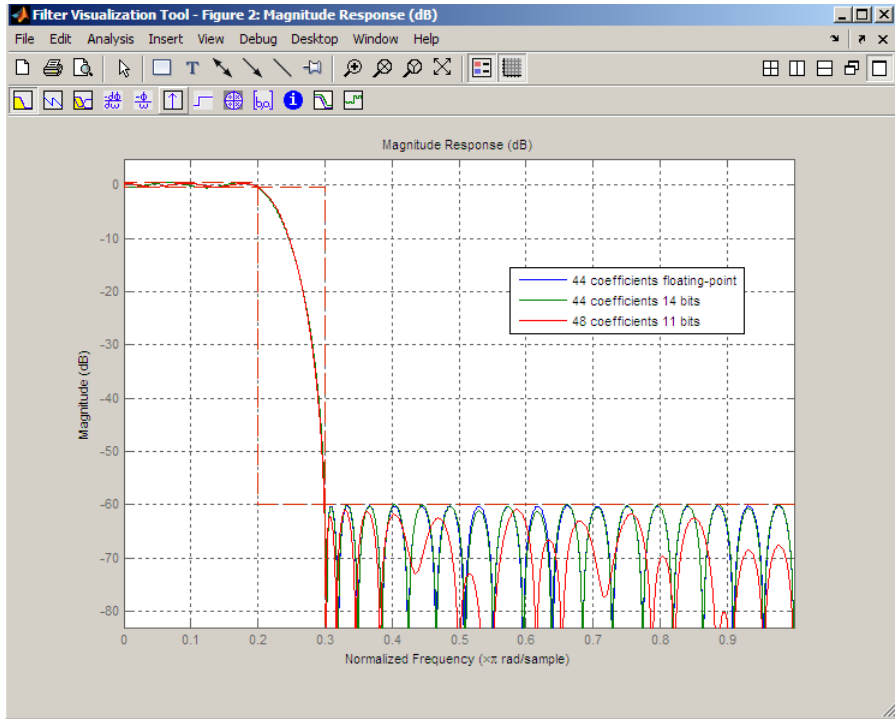 Filter Visualization Tool - Figure 2: Magnitude Response (dB)
File Edit Analysis Insert View Debug Desktop Window Help
T
[b,a]
i
Magnitude Response (dB)
0
-10
-20
-30
-40
-50
-60
-70
-80
Magnitude (dB)
44 coefficients floating-point
44 coefficients 14 bits
48 coefficients 11 bits
0 0.1 0.2 0.3 0.4 0.5 0.6 0.7 0.8 0.9
Normalized Frequency (×π rad/sample)